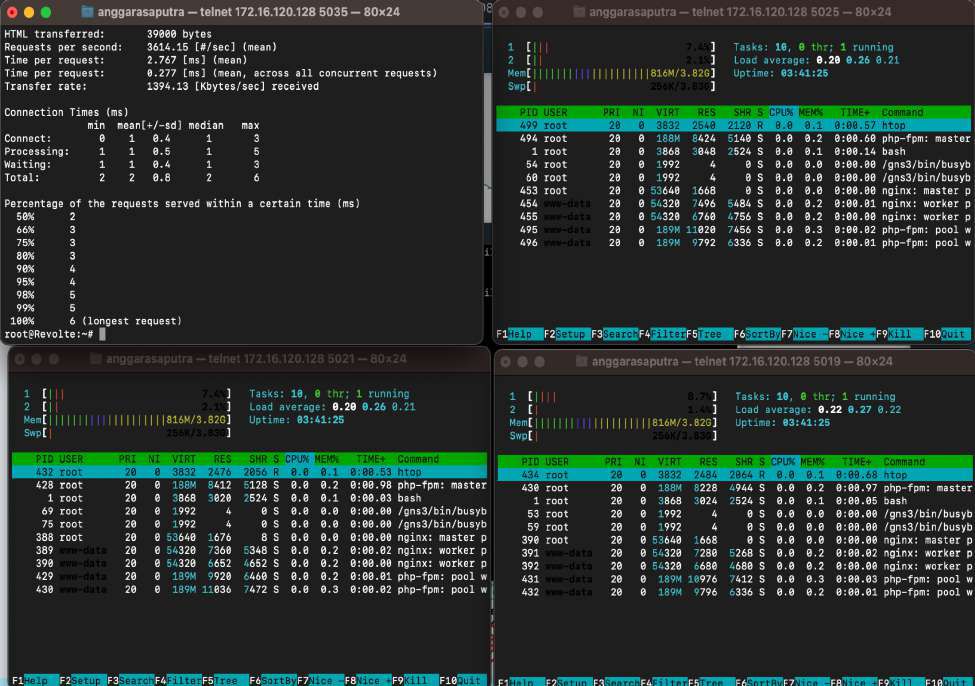 anggarasaputra — telnet 172.16.120.128 5035 — 80×24
HTML transferred: 39000 bytes
Requests per second: 3614.15 [#/sec] (mean)
Time per request: 2.767 [ms] (mean)
Time per request: 0.277 [ms] (mean, across all concurrent requests)
Transfer rate: 1394.13 [Kbytes/sec] received
Connection Times (ms)
min mean[+/-sd] median max
Connect: 0 1 0.4 1 3
Processing: 1 1 0.5 1 5
Waiting: 1 1 0.4 1 3
Total: 2 2 0.8 2 6
Percentage of the requests served within a certain time (ms)
50% 2
66% 3
75% 3
80% 3
90% 4
95% 4
98% 5
99% 5
100% 6 (longest request)
root@Revolte:~#
anggarasaputra — telnet 172.16.120.128 5025 — 80×24
1 [||| 7.4%] Tasks: 10, 0 thr; 1 running
2 [|| 2.1%] Load average: 0.20 0.26 0.21
Mem[||||||||||||||||||||816M/3.82G] Uptime: 03:41:25
Swp[| 256K/3.83G]
PID USER PRI NI VIRT RES SHR S CPU% MEM% TIME+ Command
499 root 20 0 3832 2540 2120 R 0.0 0.1 0:00.57 htop
494 root 20 0 188M 8424 5140 S 0.0 0.2 0:00.60 php-fpm: master
1 root 20 0 3868 3048 2524 S 0.0 0.1 0:00.14 bash
54 root 20 0 1992 4 0 S 0.0 0.0 0:00.00 /gns3/bin/busyb
60 root 20 0 1992 4 0 S 0.0 0.0 0:00.00 /gns3/bin/busyb
453 root 20 0 53640 1668 0 S 0.0 0.0 0:00.00 nginx: master p
454 www-data 20 0 54320 7496 5484 S 0.0 0.2 0:00.01 nginx: worker p
455 www-data 20 0 54320 6760 4756 S 0.0 0.2 0:00.00 nginx: worker p
495 www-data 20 0 189M 11020 7456 S 0.0 0.3 0:00.02 php-fpm: pool w
496 www-data 20 0 189M 9792 6336 S 0.0 0.2 0:00.01 php-fpm: pool w
F1Help F2Setup F3SearchF4FilterF5Tree F6SortByF7Nice -F8Nice +F9Kill F10Quit
anggarasaputra — telnet 172.16.120.128 5021 — 80×24
1 [||| 7.4%] Tasks: 10, 0 thr; 1 running
2 [|| 2.1%] Load average: 0.20 0.26 0.21
Mem[||||||||||||||||||||816M/3.82G] Uptime: 03:41:25
Swp[| 256K/3.83G]
PID USER PRI NI VIRT RES SHR S CPU% MEM% TIME+ Command
432 root 20 0 3832 2476 2056 R 0.0 0.1 0:00.53 htop
428 root 20 0 188M 8412 5128 S 0.0 0.2 0:00.98 php-fpm: master
1 root 20 0 3868 3020 2524 S 0.0 0.1 0:00.03 bash
69 root 20 0 1992 4 0 S 0.0 0.0 0:00.00 /gns3/bin/busyb
75 root 20 0 1992 4 0 S 0.0 0.0 0:00.00 /gns3/bin/busyb
388 root 20 0 53640 1676 8 S 0.0 0.0 0:00.00 nginx: master p
389 www-data 20 0 54320 7360 5348 S 0.0 0.2 0:00.02 nginx: worker p
390 www-data 20 0 54320 6652 4652 S 0.0 0.2 0:00.00 nginx: worker p
429 www-data 20 0 189M 9920 6460 S 0.0 0.2 0:00.01 php-fpm: pool w
430 www-data 20 0 189M 11036 7472 S 0.0 0.3 0:00.02 php-fpm: pool w
F1Help F2Setup F3SearchF4FilterF5Tree F6SortByF7Nice -F8Nice +F9Kill F10Quit
anggarasaputra — telnet 172.16.120.128 5019 — 80×24
1 [|||| 8.7%] Tasks: 10, 0 thr; 1 running
2 [| 1.4%] Load average: 0.22 0.27 0.22
Mem[||||||||||||||||||||816M/3.82G] Uptime: 03:41:25
Swp[| 256K/3.83G]
PID USER PRI NI VIRT RES SHR S CPU% MEM% TIME+ Command
434 root 20 0 3832 2484 2064 R 0.0 0.1 0:00.68 htop
430 root 20 0 188M 8228 4944 S 0.0 0.2 0:00.97 php-fpm: master
1 root 20 0 3868 3024 2524 S 0.0 0.1 0:00.05 bash
53 root 20 0 1992 4 0 S 0.0 0.0 0:00.00 /gns3/bin/busyb
59 root 20 0 1992 4 0 S 0.0 0.0 0:00.00 /gns3/bin/busyb
390 root 20 0 53640 1668 0 S 0.0 0.0 0:00.00 nginx: master p
391 www-data 20 0 54320 7280 5268 S 0.0 0.2 0:00.02 nginx: worker p
392 www-data 20 0 54320 6680 4680 S 0.0 0.2 0:00.00 nginx: worker p
431 www-data 20 0 189M 10976 7412 S 0.0 0.3 0:00.03 php-fpm: pool w
432 www-data 20 0 189M 9796 6336 S 0.0 0.2 0:00.01 php-fpm: pool w
F1Help F2Setup F3SearchF4FilterF5Tree F6SortByF7Nice -F8Nice +F9Kill F10Quit